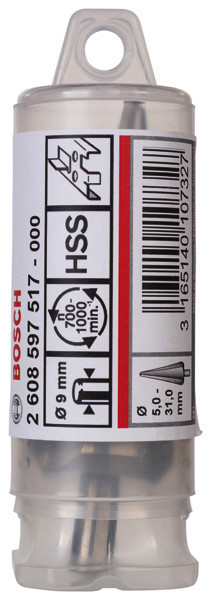 BOSCH
2 608 597 517 - 000
HSS
n
700-
1000
min.-1
Ø 9 mm
3 165140 107327
Ø
5,0-
31,0
mm